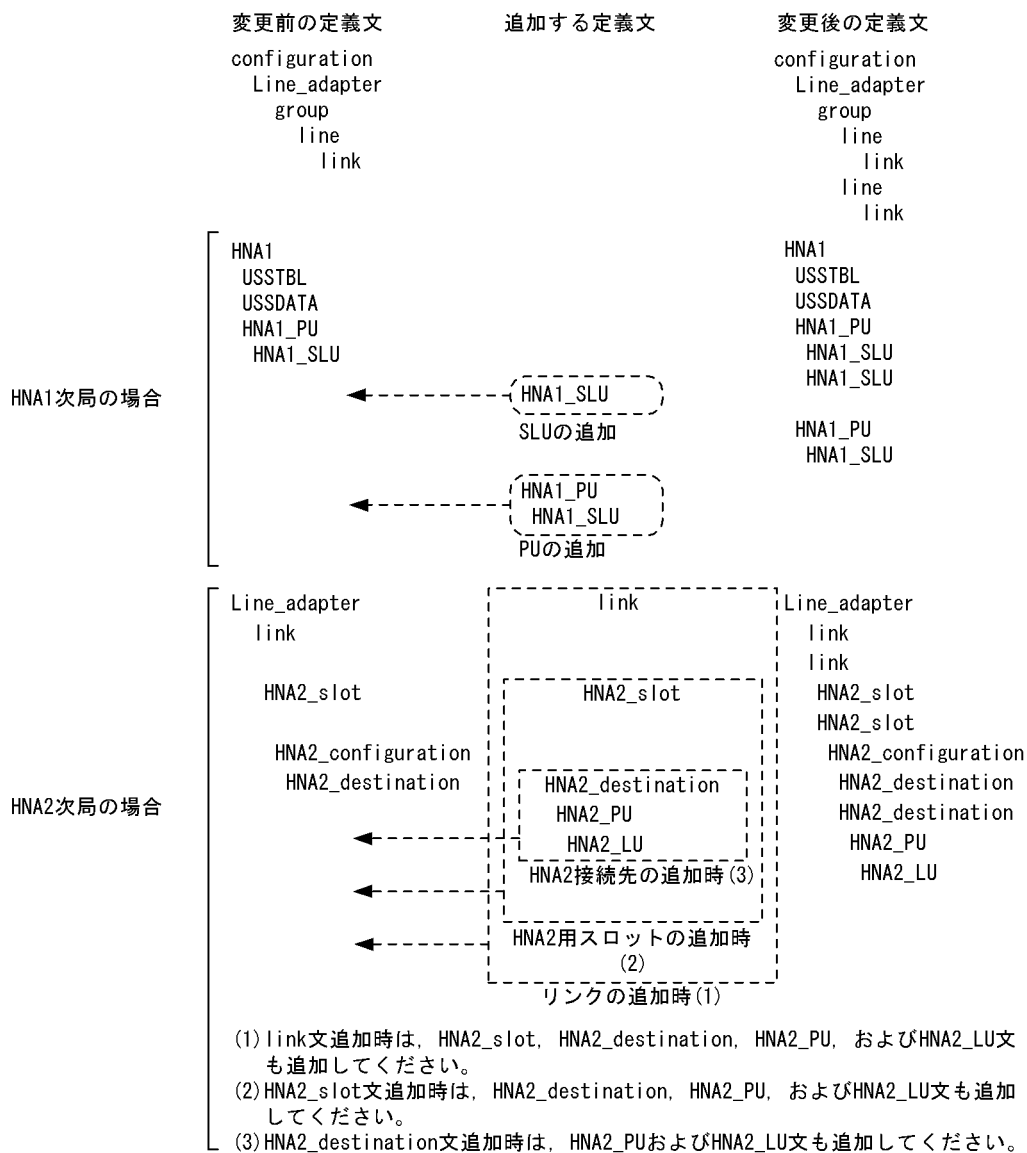 変更前の定義文 追加する定義文 変更後の定義文
configuration configuration
Line_adapter Line_adapter
group group
line line
link link
line
link
HNA1 HNA1
USSTBL USSTBL
USSDATA USSDATA
HNA1_PU HNA1_PU
HNA1_SLU HNA1_SLU
HNA1_SLU
HNA1次局の場合
HNA1_SLU
SLUの追加
HNA1_PU
HNA1_SLU
HNA1_PU
HNA1_SLU
PUの追加
Line_adapter link Line_adapter
link link
link
HNA2_slot HNA2_slot HNA2_slot
HNA2_slot
HNA2_configuration HNA2_configuration
HNA2_destination HNA2_destination HNA2_destination
HNA2次局の場合
HNA2_PU HNA2_destination
HNA2_LU HNA2_PU
HNA2接続先の追加時(3) HNA2_LU
HNA2用スロットの追加時
(2)
リンクの追加時(1)
(1)link文追加時は，HNA2_slot，HNA2_destination，HNA2_PU，およびHNA2_LU文
も追加してください。
(2)HNA2_slot文追加時は，HNA2_destination，HNA2_PU，およびHNA2_LU文も追加
してください。
(3)HNA2_destination文追加時は，HNA2_PUおよびHNA2_LU文も追加してください。